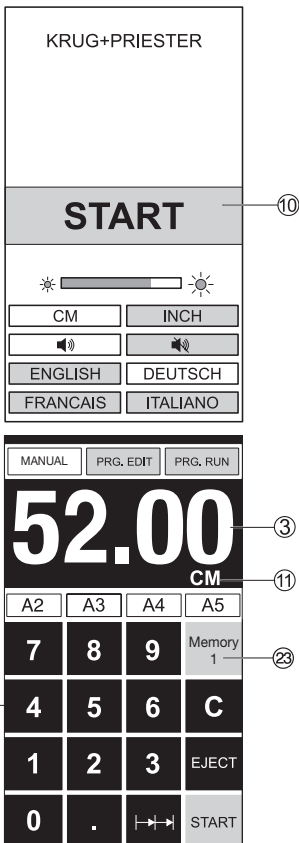 KRUG+PRIESTER
START ⑩
CM INCH
ENGLISH DEUTSCH
FRANCAIS ITALIANO
MANUAL PRG. EDIT PRG. RUN
52.00 ③
CM ⑪
A2 A3 A4 A5
7 8 9 Memory 1 ㉓
4 5 6 C
1 2 3 EJECT
0 . START